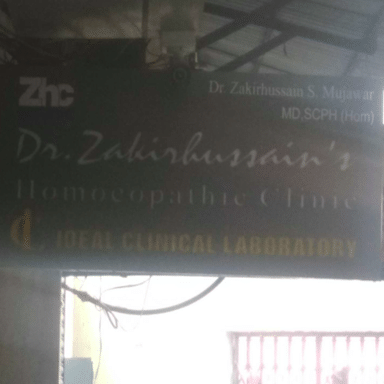 Zhc
Dr. Zakirhussain S. Mujawar
MD,SCPH (Hom)
Dr. Zakirhussain's
Homoeopathic Clinic
IDEAL CLINICAL LABORATORY